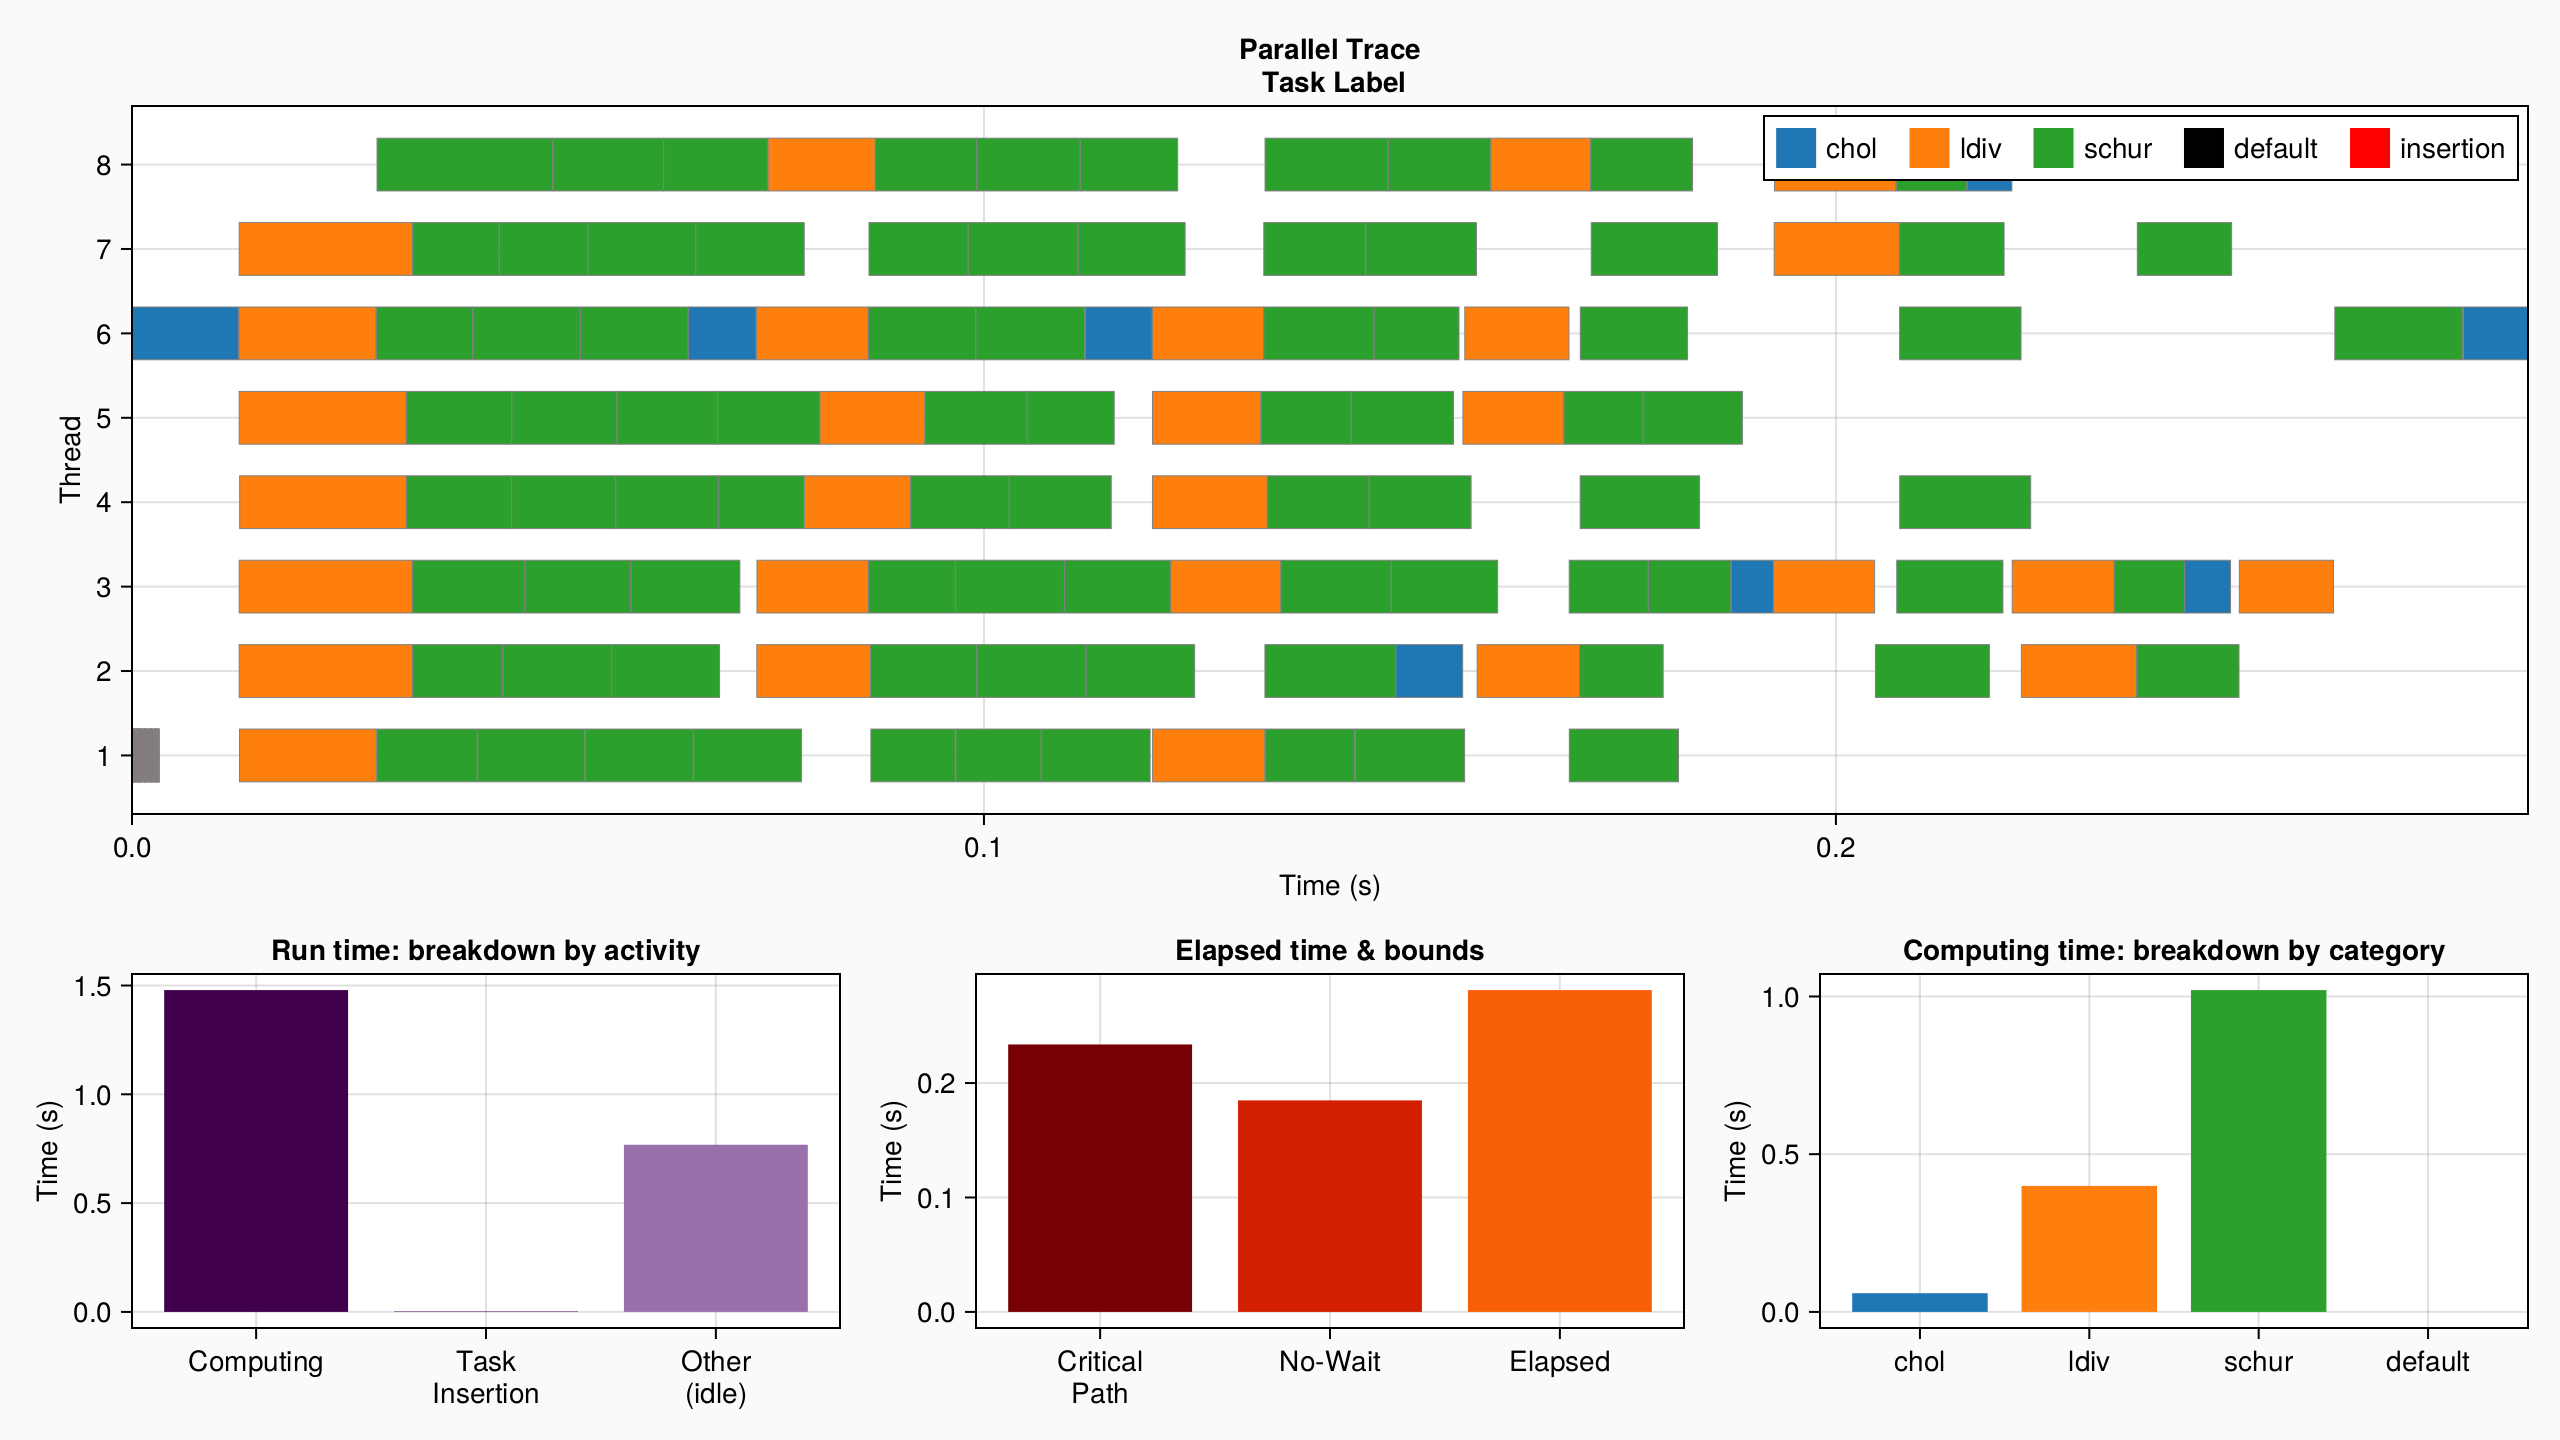 Parallel Trace
Task Label
chol ldiv schur default insertion
8
7
6
5
4
3
2
1
Thread
0.0 0.1 0.2
Time (s)
Run time: breakdown by activity
1.5
1.0
0.5
0.0
Time (s)
Computing Task Other
Insertion (idle)
Elapsed time & bounds
0.2
0.1
0.0
Time (s)
Critical No-Wait Elapsed
Path
Computing time: breakdown by category
1.0
0.5
0.0
Time (s)
chol ldiv schur default